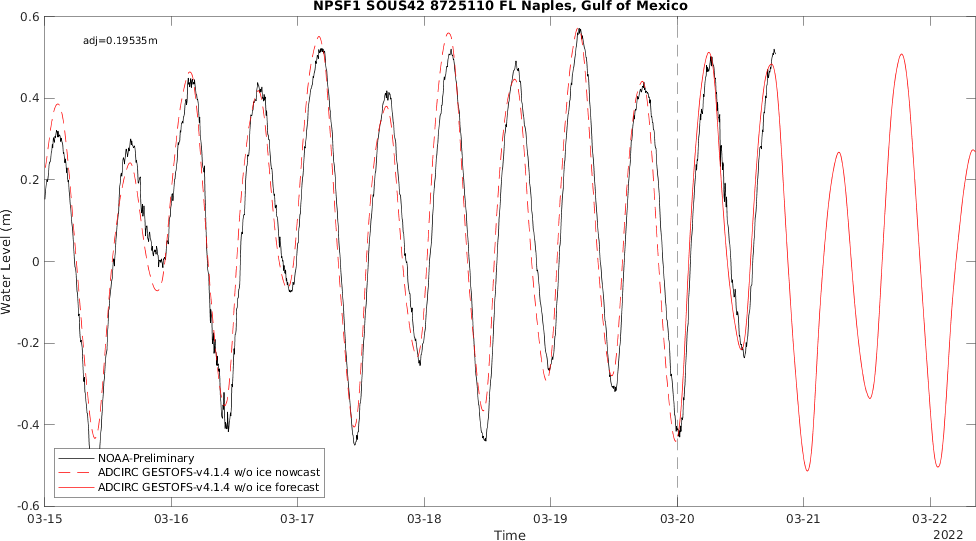 NPSF1 SOUS42 8725110 FL Naples, Gulf of Mexico
adj=0.19535m
0.6
0.4
0.2
0
-0.2
-0.4
-0.6
Water Level (m)
NOAA-Preliminary
ADCIRC GESTOFS-v4.1.4 w/o ice nowcast
ADCIRC GESTOFS-v4.1.4 w/o ice forecast
03-15 03-16 03-17 03-18 03-19 03-20 03-21 03-22
Time
2022